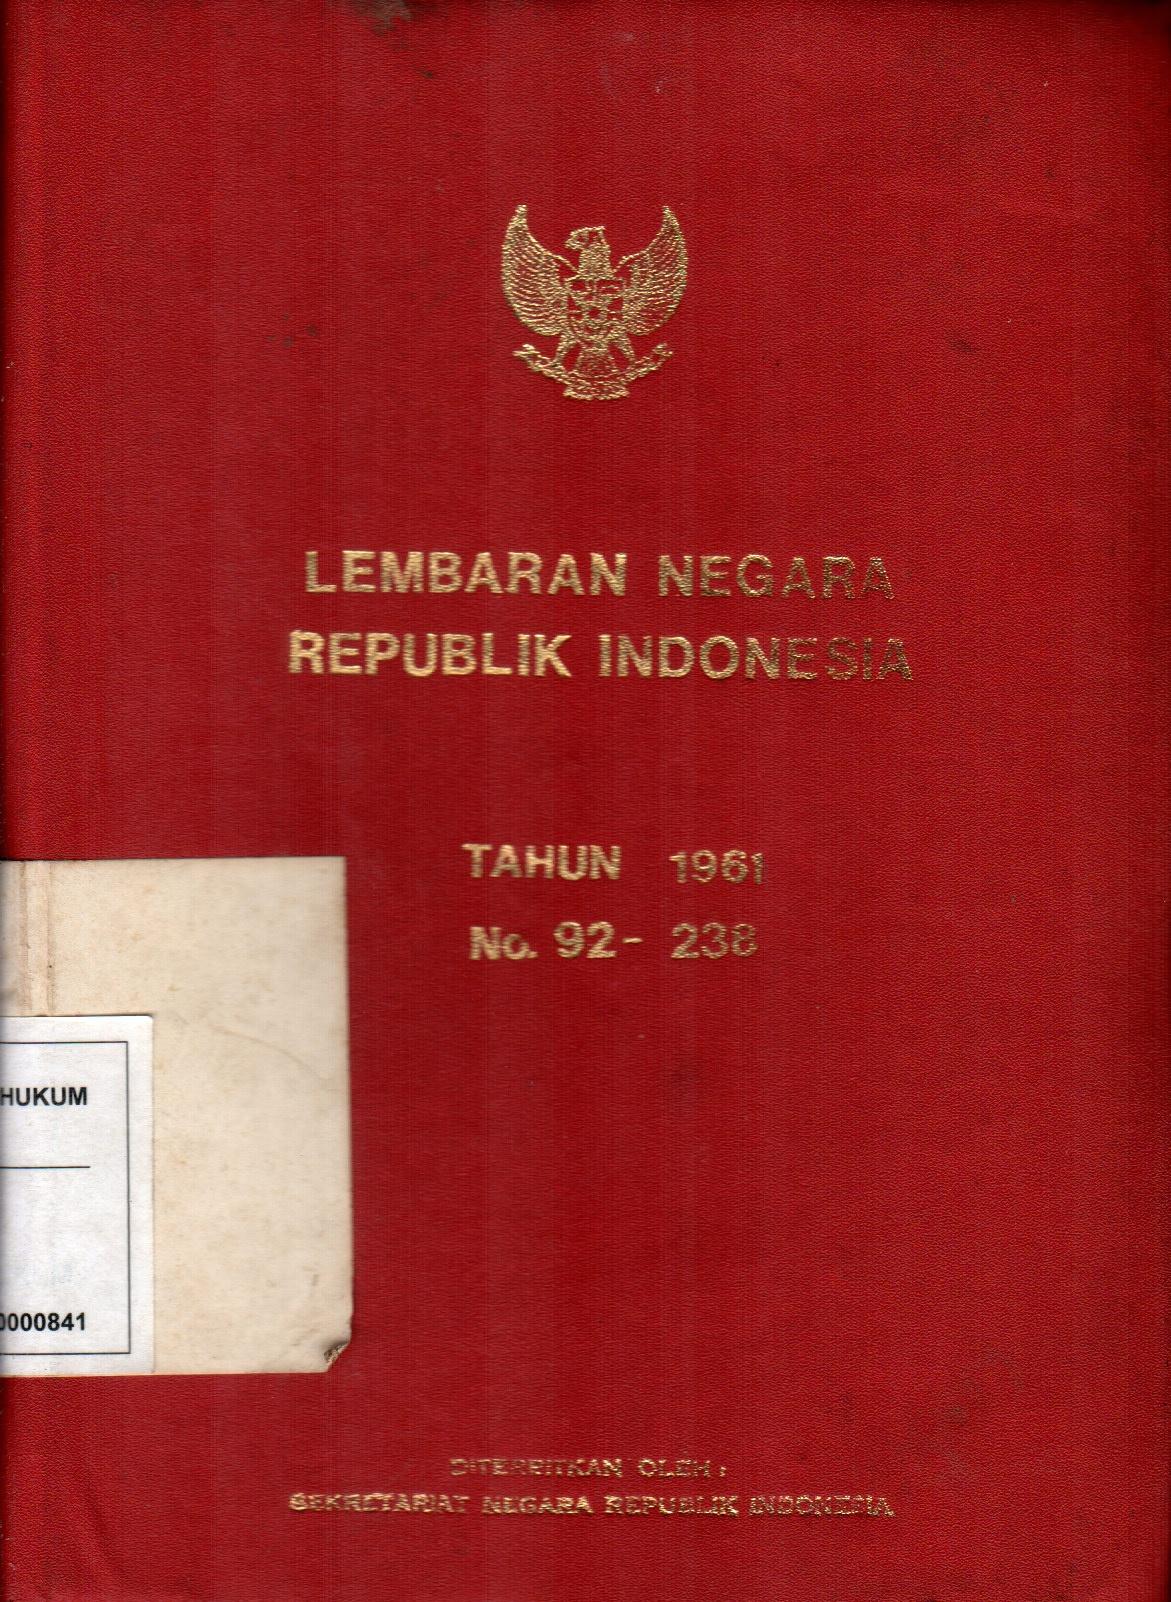 LEMBARAN NEGARA
REPUBLIK INDONESIA
TAHUN 1961
No. 92- 238
HUKUM
0000841
DITERBITKAN OLEH :
SEKRETARIAT NEGARA REPUBLIK INDONESIA